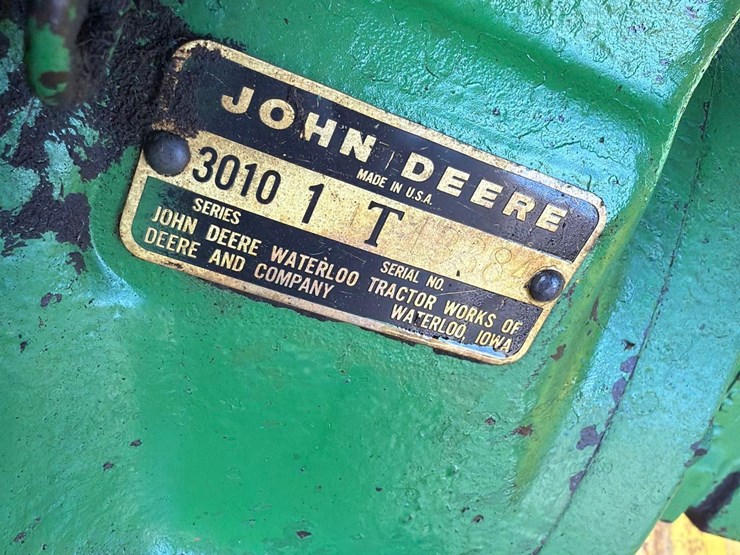 JOHN DEERE
MADE IN U.S.A.
3010 1 T
SERIES SERIAL NO.
JOHN DEERE WATERLOO TRACTOR WORKS OF
DEERE AND COMPANY WATERLOO, IOWA